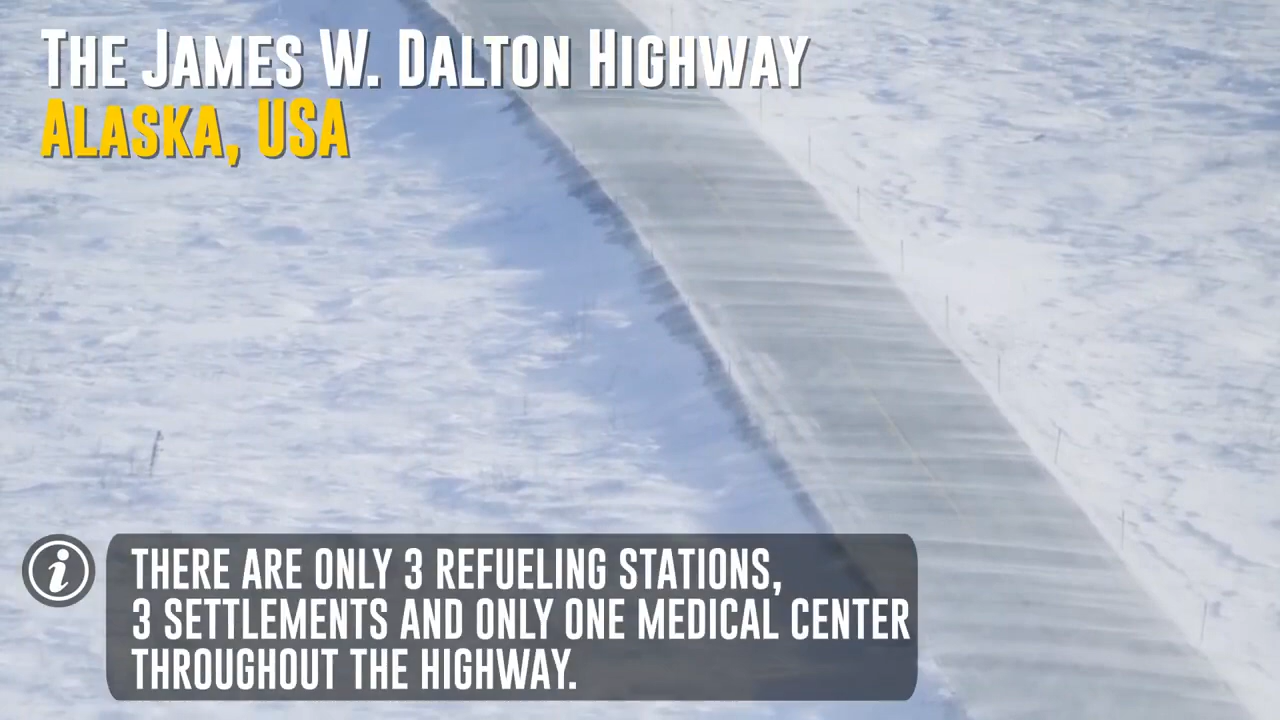 The James W. Dalton Highway
Alaska, USA
i
THERE ARE ONLY 3 REFUELING STATIONS,
3 SETTLEMENTS AND ONLY ONE MEDICAL CENTER
THROUGHOUT THE HIGHWAY.